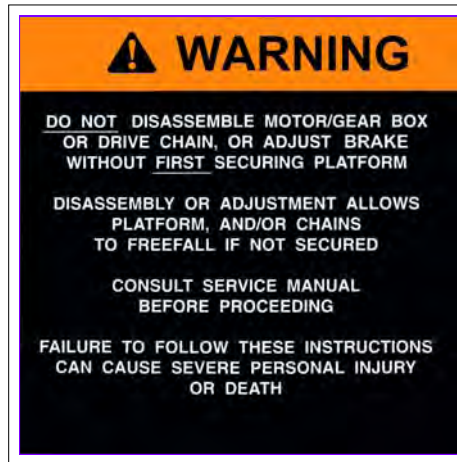 WARNING
DO NOT DISASSEMBLE MOTOR/GEAR BOX
OR DRIVE CHAIN, OR ADJUST BRAKE
WITHOUT FIRST SECURING PLATFORM
DISASSEMBLY OR ADJUSTMENT ALLOWS
PLATFORM, AND/OR CHAINS
TO FREEFALL IF NOT SECURED
CONSULT SERVICE MANUAL
BEFORE PROCEEDING
FAILURE TO FOLLOW THESE INSTRUCTIONS
CAN CAUSE SEVERE PERSONAL INJURY
OR DEATH